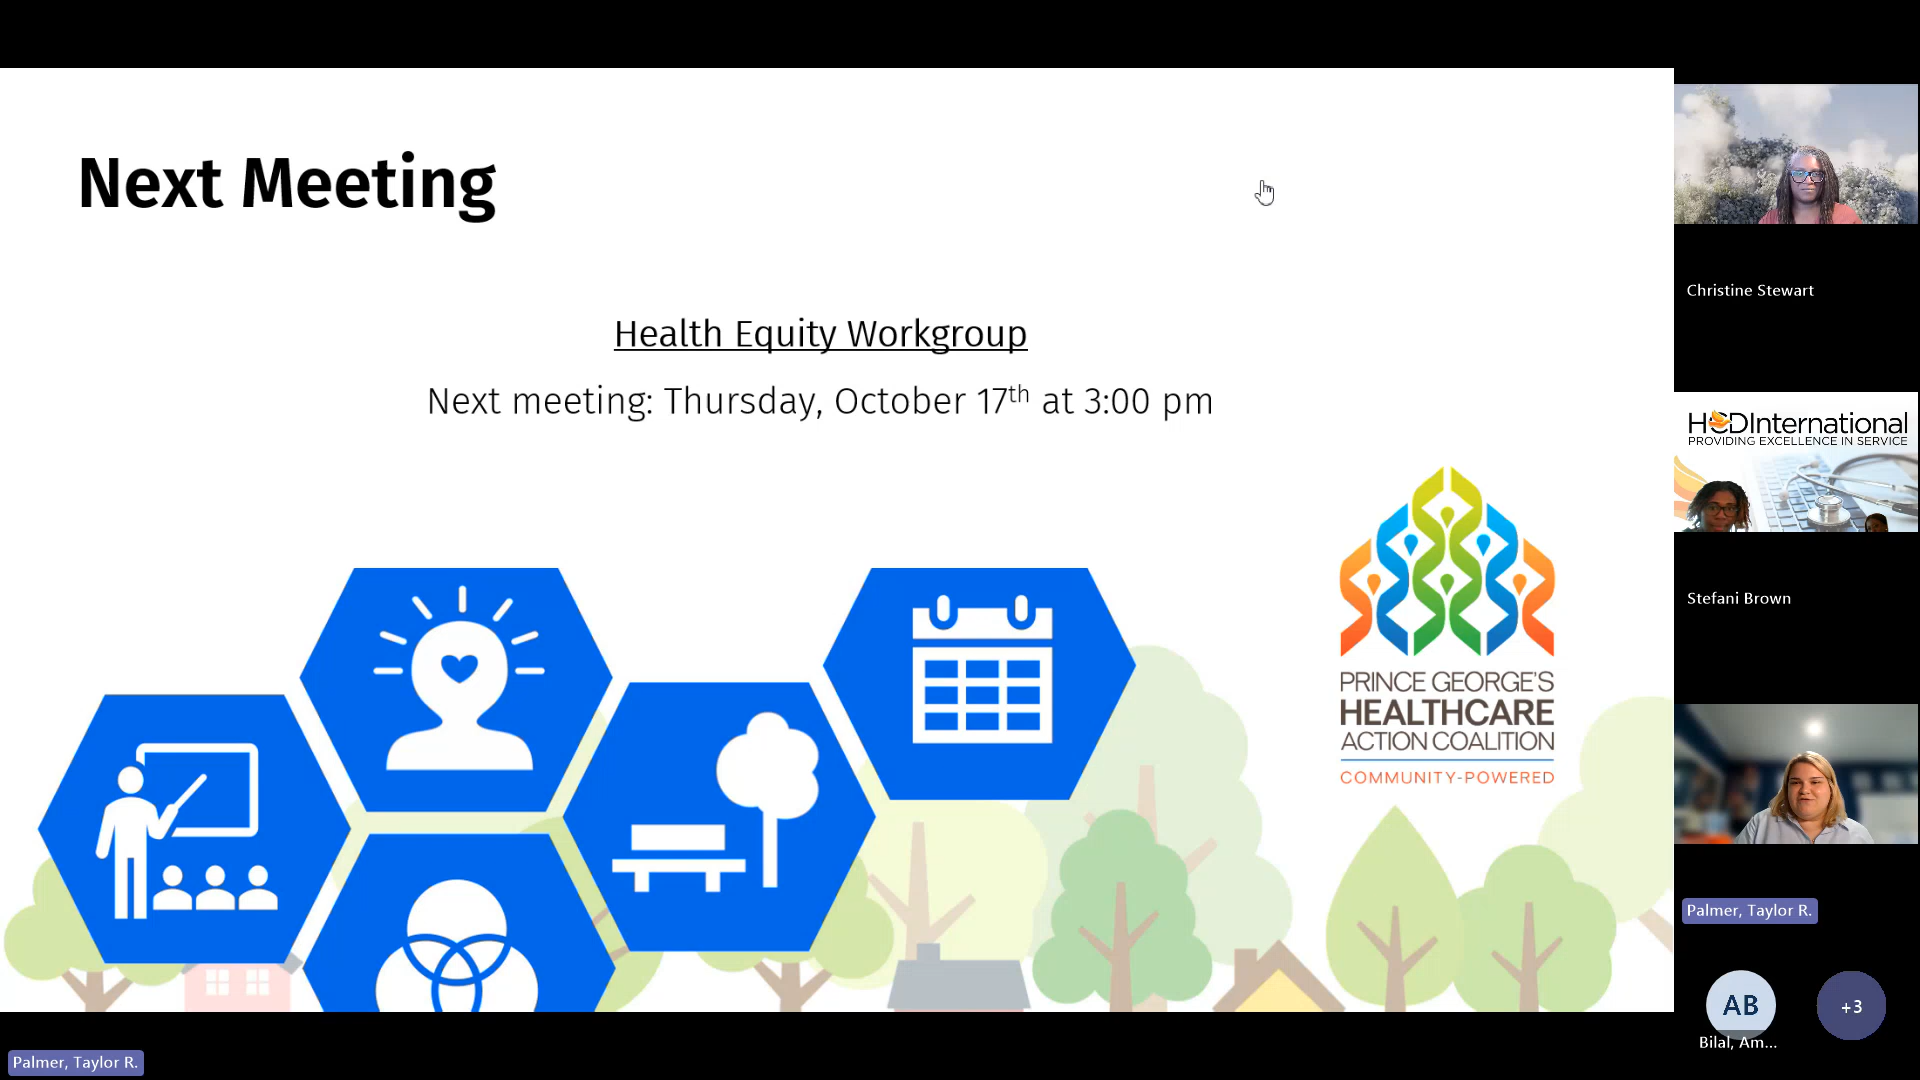 Next Meeting
Health Equity Workgroup
Next meeting: Thursday, October 17th at 3:00 pm
PRINCE GEORGE'S
HEALTHCARE
ACTION COALITION
COMMUNITY-POWERED
Christine Stewart
HCDInternational
PROVIDING EXCELLENCE IN SERVICE
Stefani Brown
Palmer, Taylor R.
AB
+3
Bilal, Am...
Palmer, Taylor R.